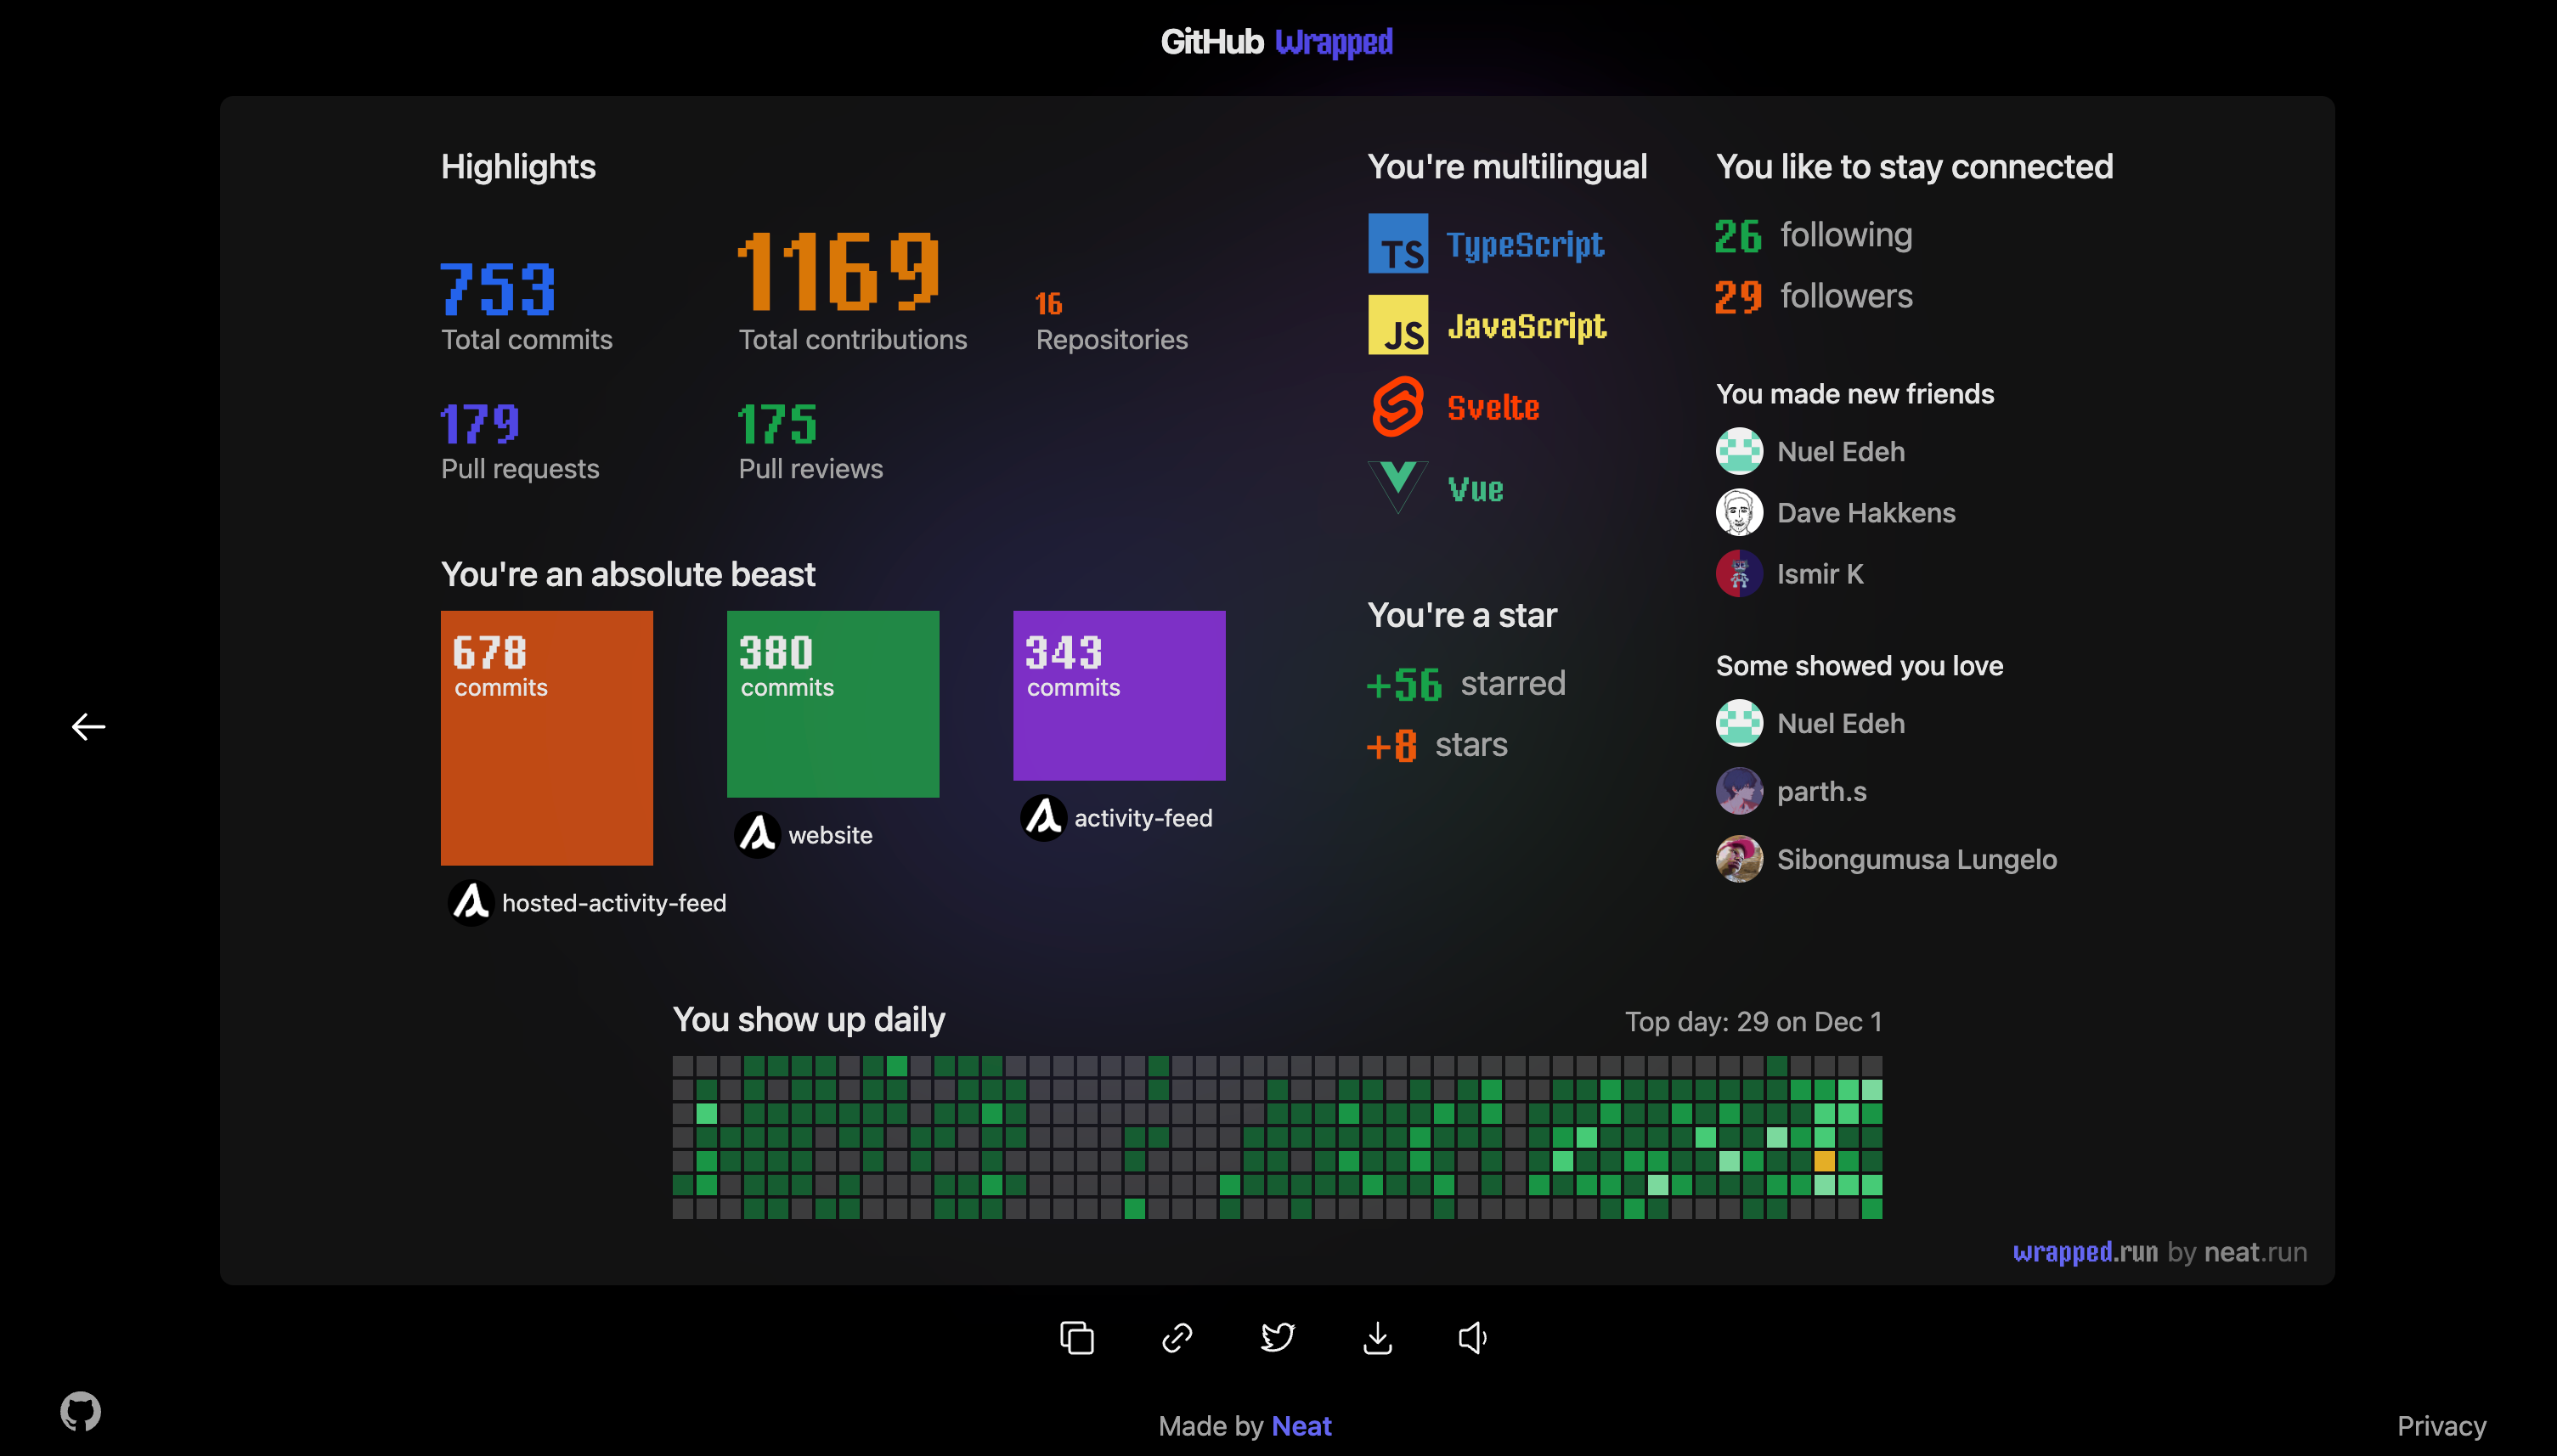 GitHub Wrapped
Highlights
753
Total commits
1169
Total contributions
16
Repositories
179
Pull requests
175
Pull reviews
You're an absolute beast
678
commits
hosted-activity-feed
380
commits
website
343
commits
activity-feed
You're multilingual
TS TypeScript
JS JavaScript
Svelte
Vue
You're a star
+56 starred
+8 stars
You like to stay connected
26 following
29 followers
You made new friends
Nuel Edeh
Dave Hakkens
Ismir K
Some showed you love
Nuel Edeh
parth.s
Sibongumusa Lungelo
You show up daily
Top day: 29 on Dec 1
wrapped.run by neat.run
Made by Neat
Privacy